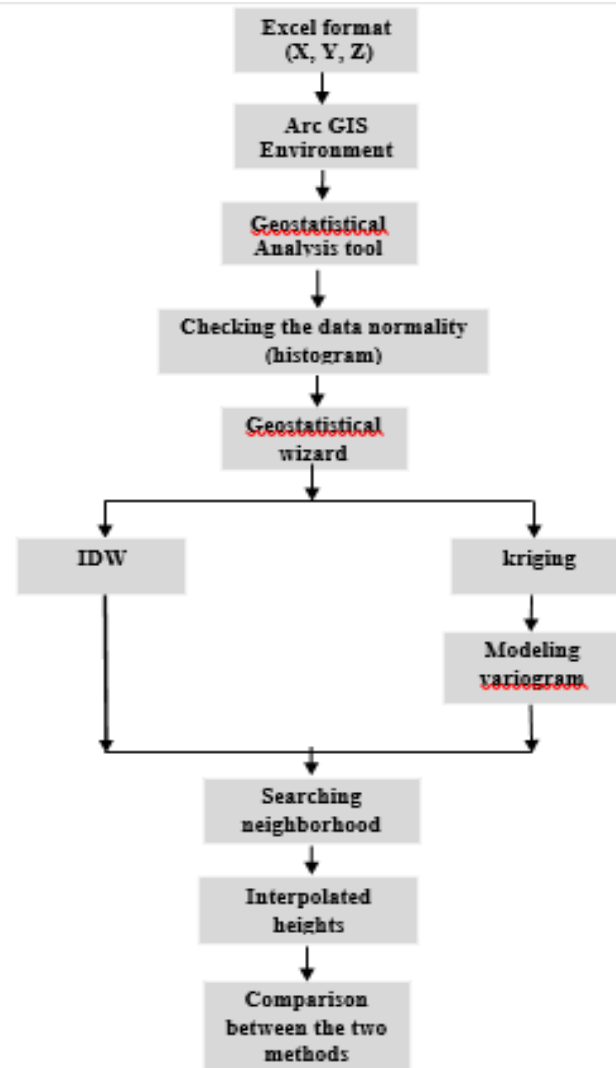 Excel format
(X, Y, Z)
Arc GIS
Environment
Geostatistical
Analysis tool
Checking the data normality
(histogram)
Geostatistical
wizard
IDW
kriging
Modeling
variogram
Searching
neighborhood
Interpolated
heights
Comparison
between the two
methods